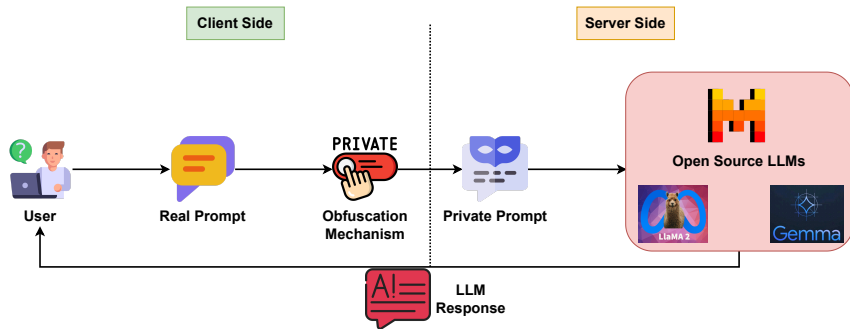 Client Side
Server Side
PRIVATE
Open Source LLMs
User
Real Prompt
Obfuscation
Mechanism
Private Prompt
LlaMA 2
Gemma
A!
LLM
Response